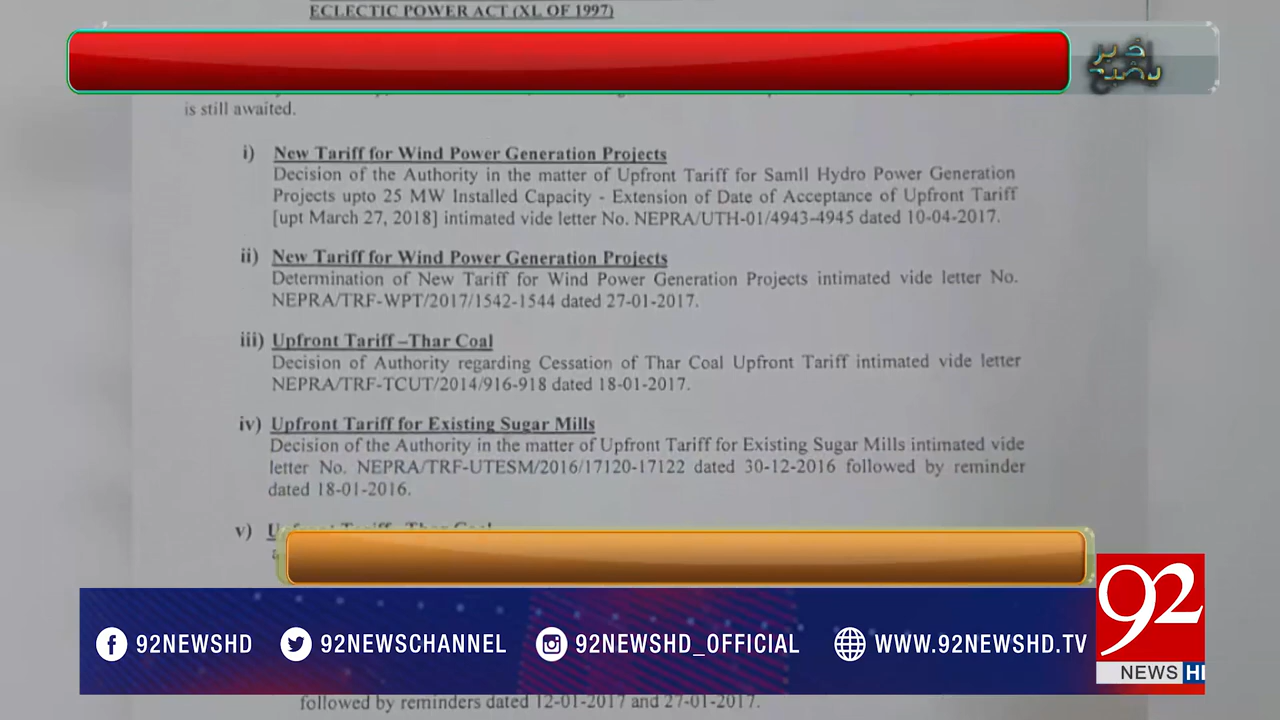 ECLECTIC POWER ACT (XL OF 1997)
خبر
is still awaited.
i) New Tariff for Wind Power Generation Projects
Decision of the Authority in the matter of Upfront Tariff for Samll Hydro Power Generation
Projects upto 25 MW Installed Capacity - Extension of Date of Acceptance of Upfront Tariff
[upt March 27, 2018] intimated vide letter No. NEPRA/UTH-01/4943-4945 dated 10-04-2017.
ii) New Tariff for Wind Power Generation Projects
Determination of New Tariff for Wind Power Generation Projects intimated vide letter No.
NEPRA/TRF-WPT/2017/1542-1544 dated 27-01-2017.
iii) Upfront Tariff –Thar Coal
Decision of Authority regarding Cessation of Thar Coal Upfront Tariff intimated vide letter
NEPRA/TRF-TCUT/2014/916-918 dated 18-01-2017.
iv) Upfront Tariff for Existing Sugar Mills
Decision of the Authority in the matter of Upfront Tariff for Existing Sugar Mills intimated vide
letter No. NEPRA/TRF-UTESM/2016/17120-17122 dated 30-12-2016 followed by reminder
dated 18-01-2016.
v) Upfront Tariff –Thar Coal
92NEWSHD 92NEWSCHANNEL 92NEWSHD_OFFICIAL WWW.92NEWSHD.TV
92
NEWS HD
followed by reminders dated 12-01-2017 and 27-01-2017.